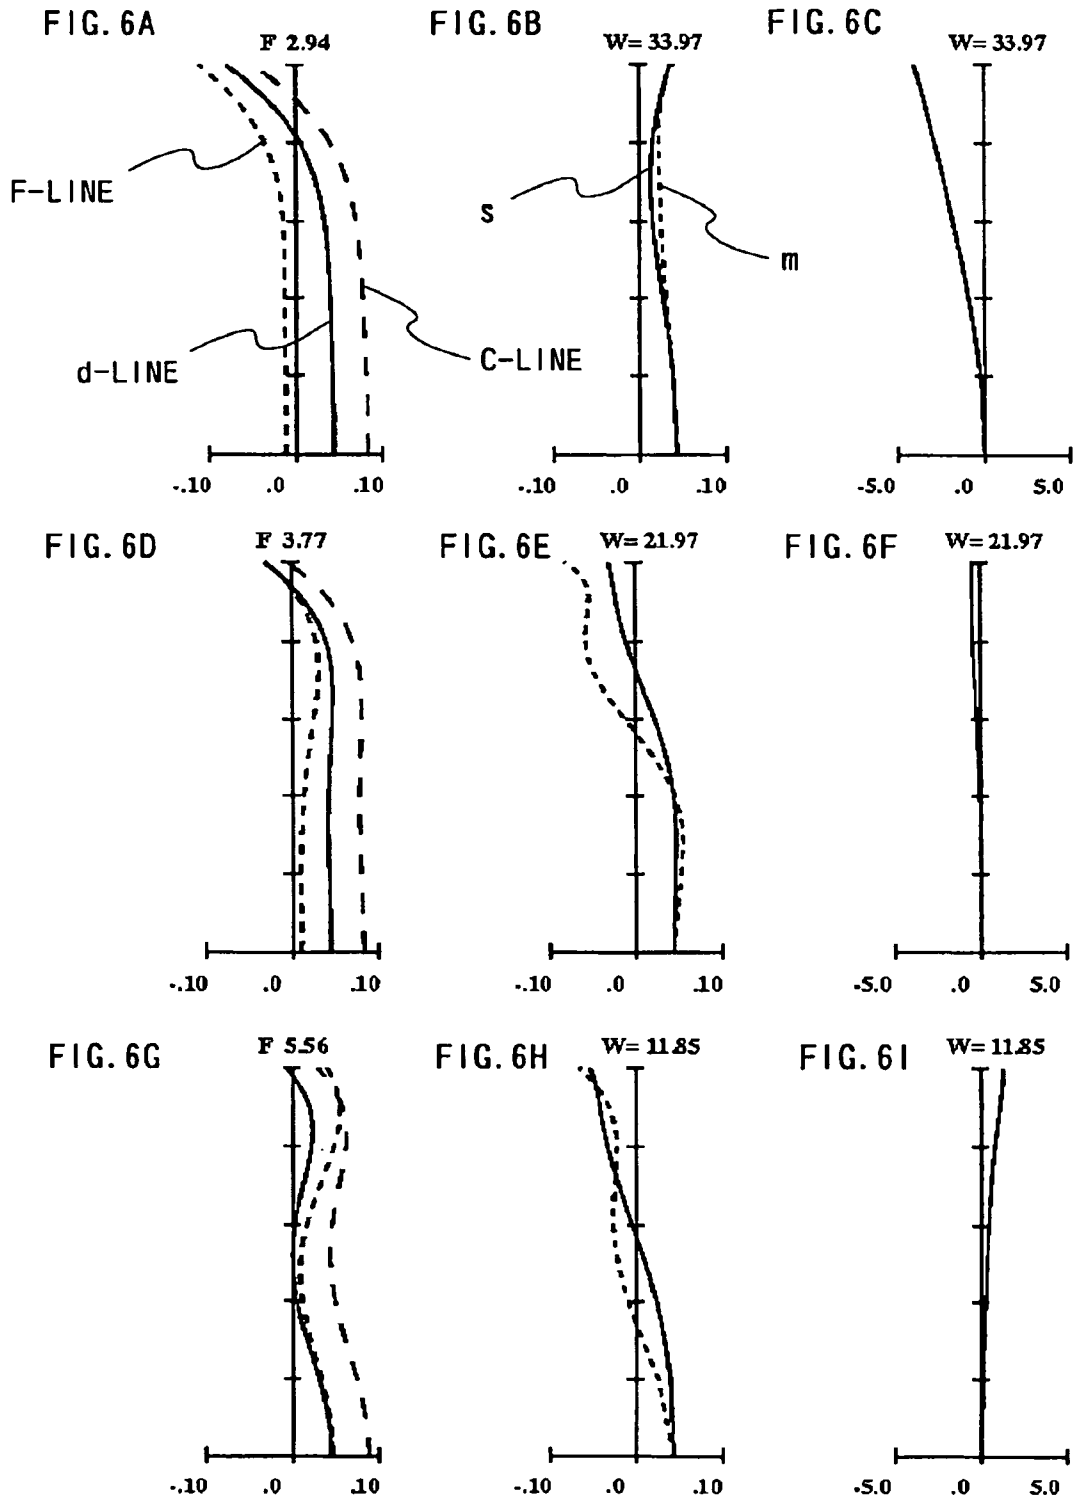 FIG.6A FIG.6B FIG.6C
F 2.94 W= 33.97 W= 33.97
F-LINE
s
m
d-LINE
C-LINE
-.10 .0 .10 -.10 .0 .10 -5.0 .0 5.0
FIG.6D F 3.77 FIG.6E W= 21.97 FIG.6F W= 21.97
-.10 .0 .10 -.10 .0 .10 -5.0 .0 5.0
FIG.6G F 5.56 FIG.6H W= 11.85 FIG.6I W= 11.85
-.10 .0 .10 -.10 .0 .10 -5.0 .0 5.0